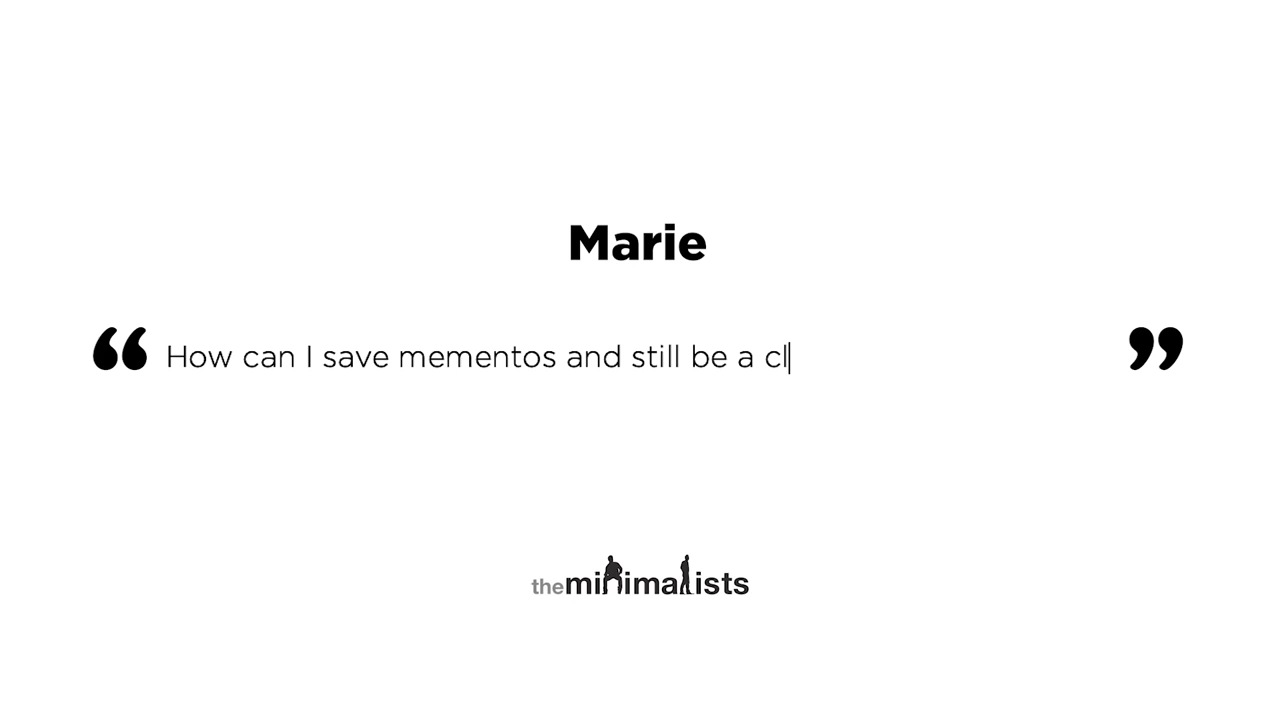 Marie
“ How can I save mementos and still be a cl ”
theminimalists